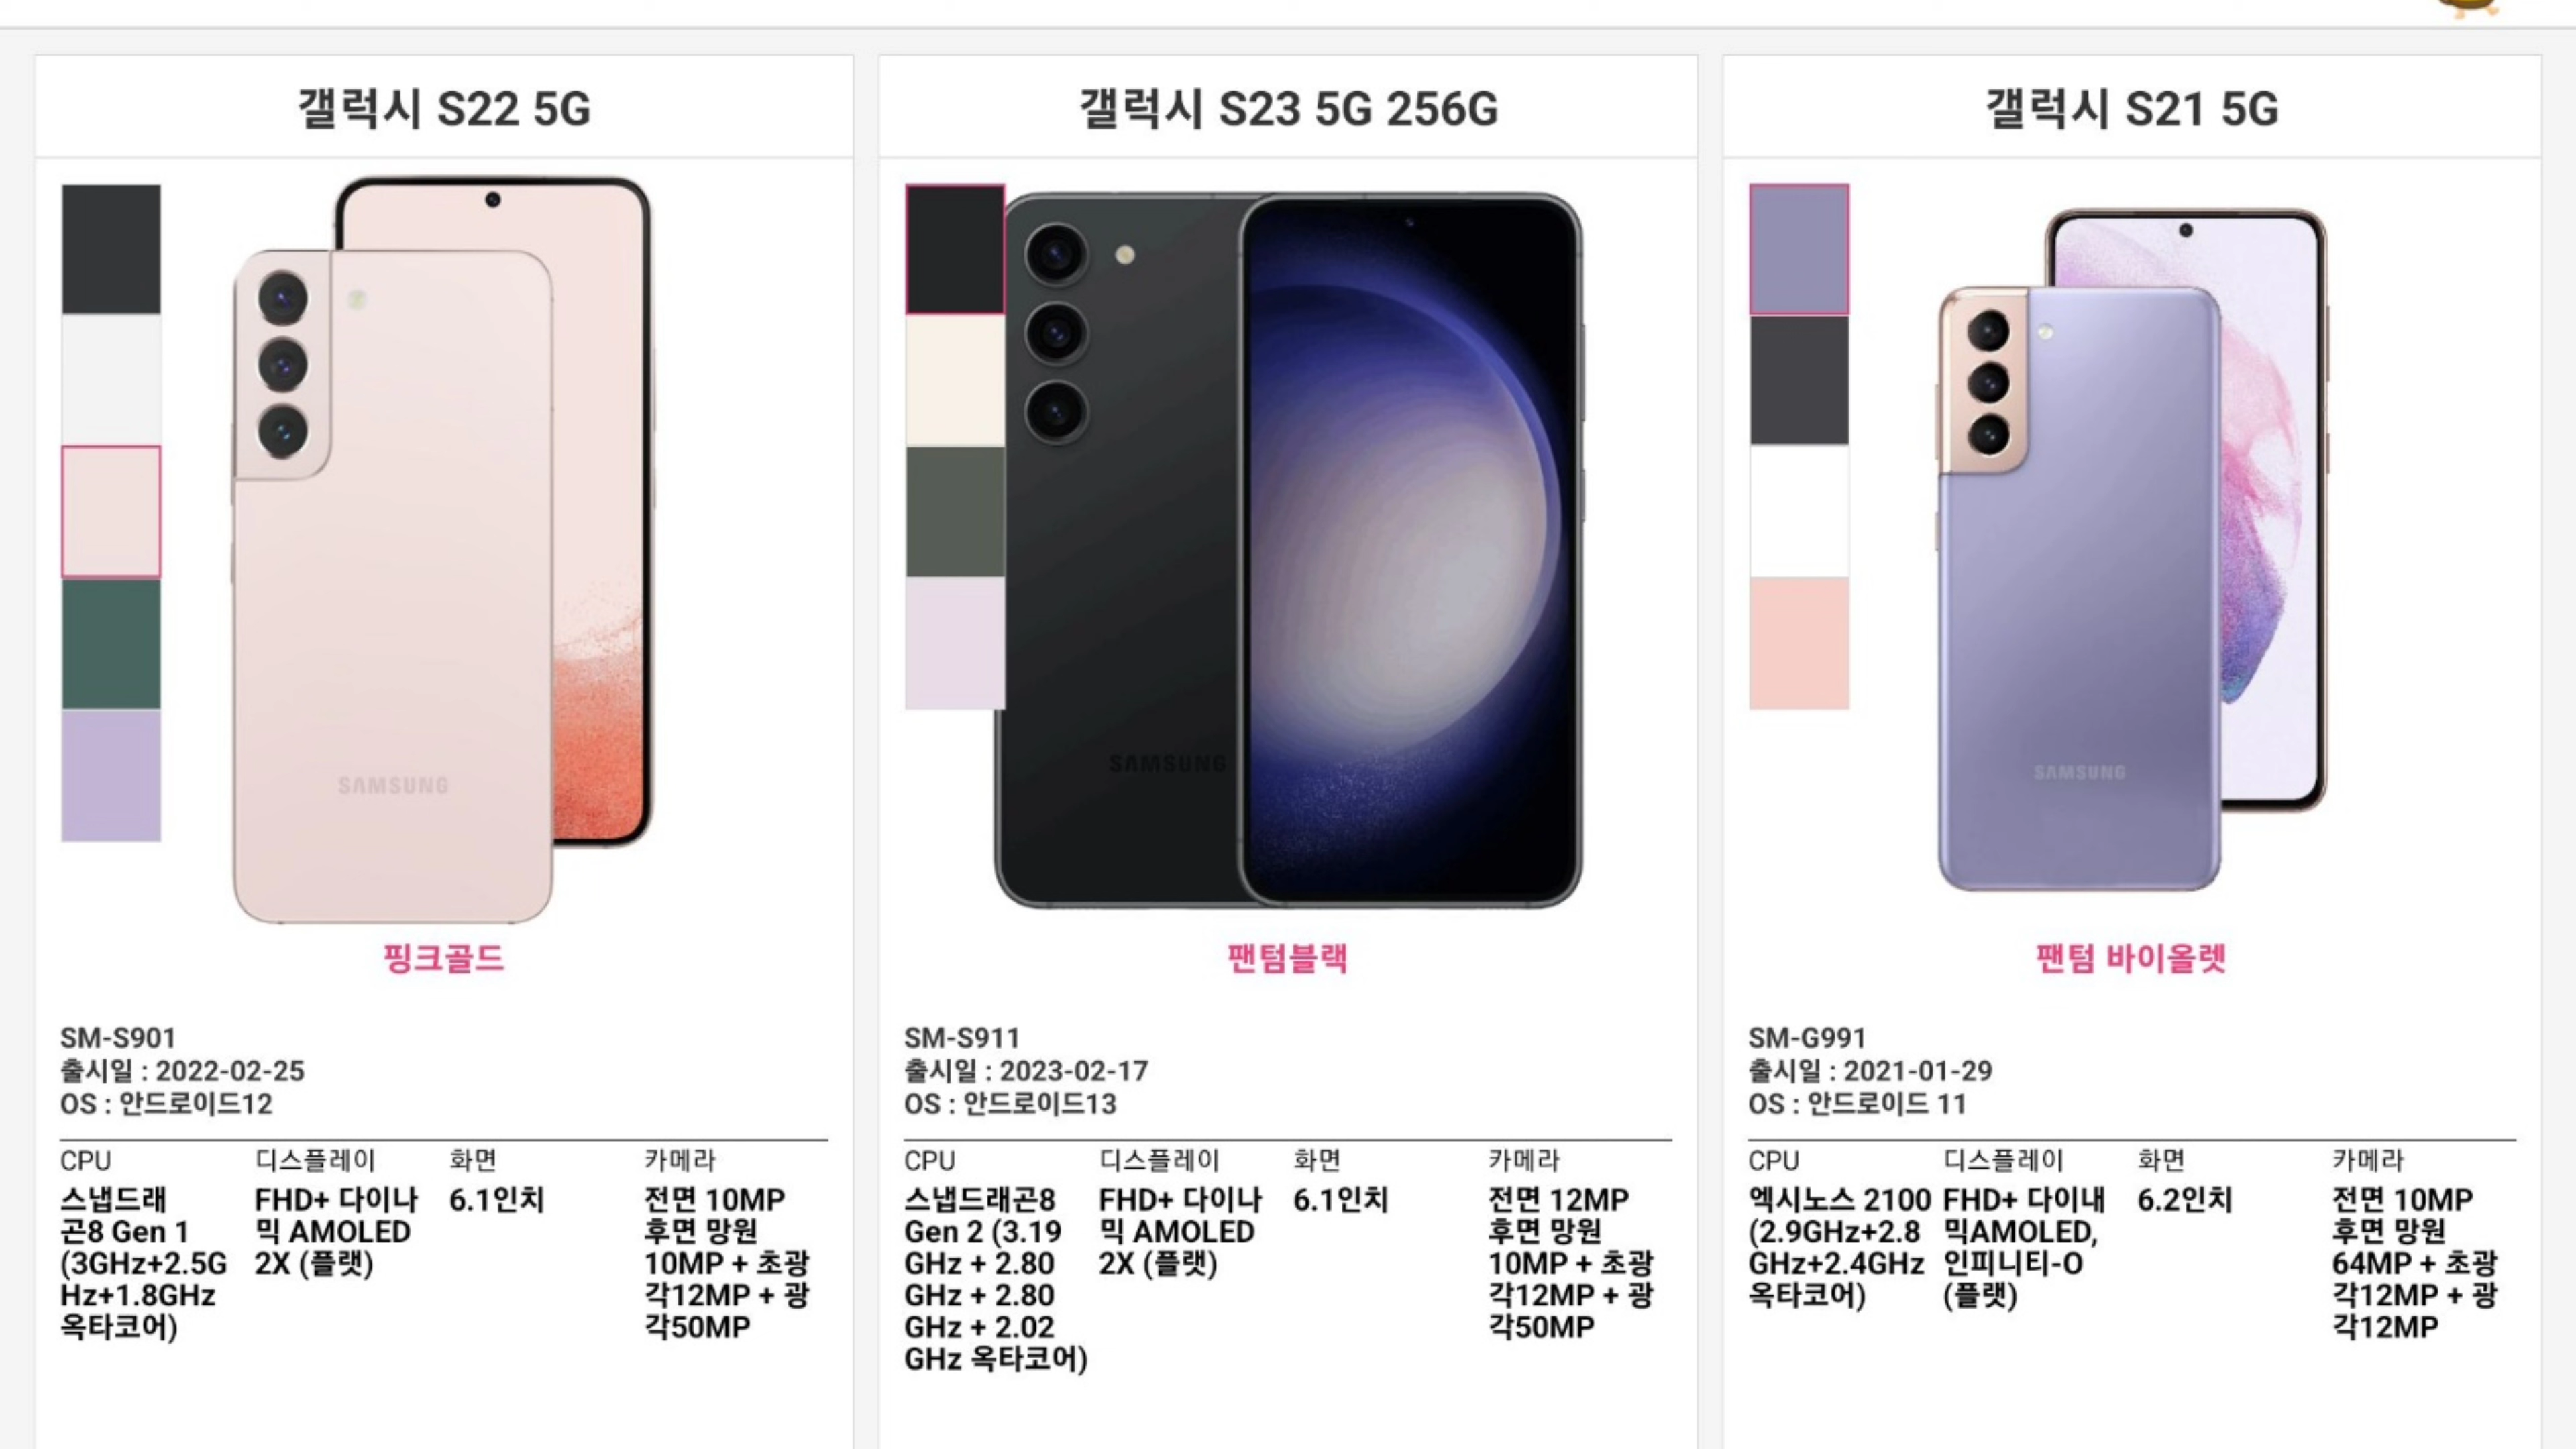 갤럭시 S22 5G
SAMSUNG
핑크골드
SM-S901
출시일 : 2022-02-25
OS : 안드로이드12
CPU
스냅드래
곤8 Gen 1
(3GHz+2.5G
Hz+1.8GHz
옥타코어)
디스플레이
FHD+ 다이나
믹 AMOLED
2X (플랫)
화면
6.1인치
카메라
전면 10MP
후면 망원
10MP + 초광
각12MP + 광
각50MP
갤럭시 S23 5G 256G
SAMSUNG
팬텀블랙
SM-S911
출시일 : 2023-02-17
OS : 안드로이드13
CPU
스냅드래곤8
Gen 2 (3.19
GHz + 2.80
GHz + 2.80
GHz + 2.02
GHz 옥타코어)
디스플레이
FHD+ 다이나
믹 AMOLED
2X (플랫)
화면
6.1인치
카메라
전면 12MP
후면 망원
10MP + 초광
각12MP + 광
각50MP
갤럭시 S21 5G
SAMSUNG
팬텀 바이올렛
SM-G991
출시일 : 2021-01-29
OS : 안드로이드 11
CPU
엑시노스 2100
(2.9GHz+2.8
GHz+2.4GHz
옥타코어)
디스플레이
FHD+ 다이내
믹AMOLED,
인피니티-O
(플랫)
화면
6.2인치
카메라
전면 10MP
후면 망원
64MP + 초광
각12MP + 광
각12MP